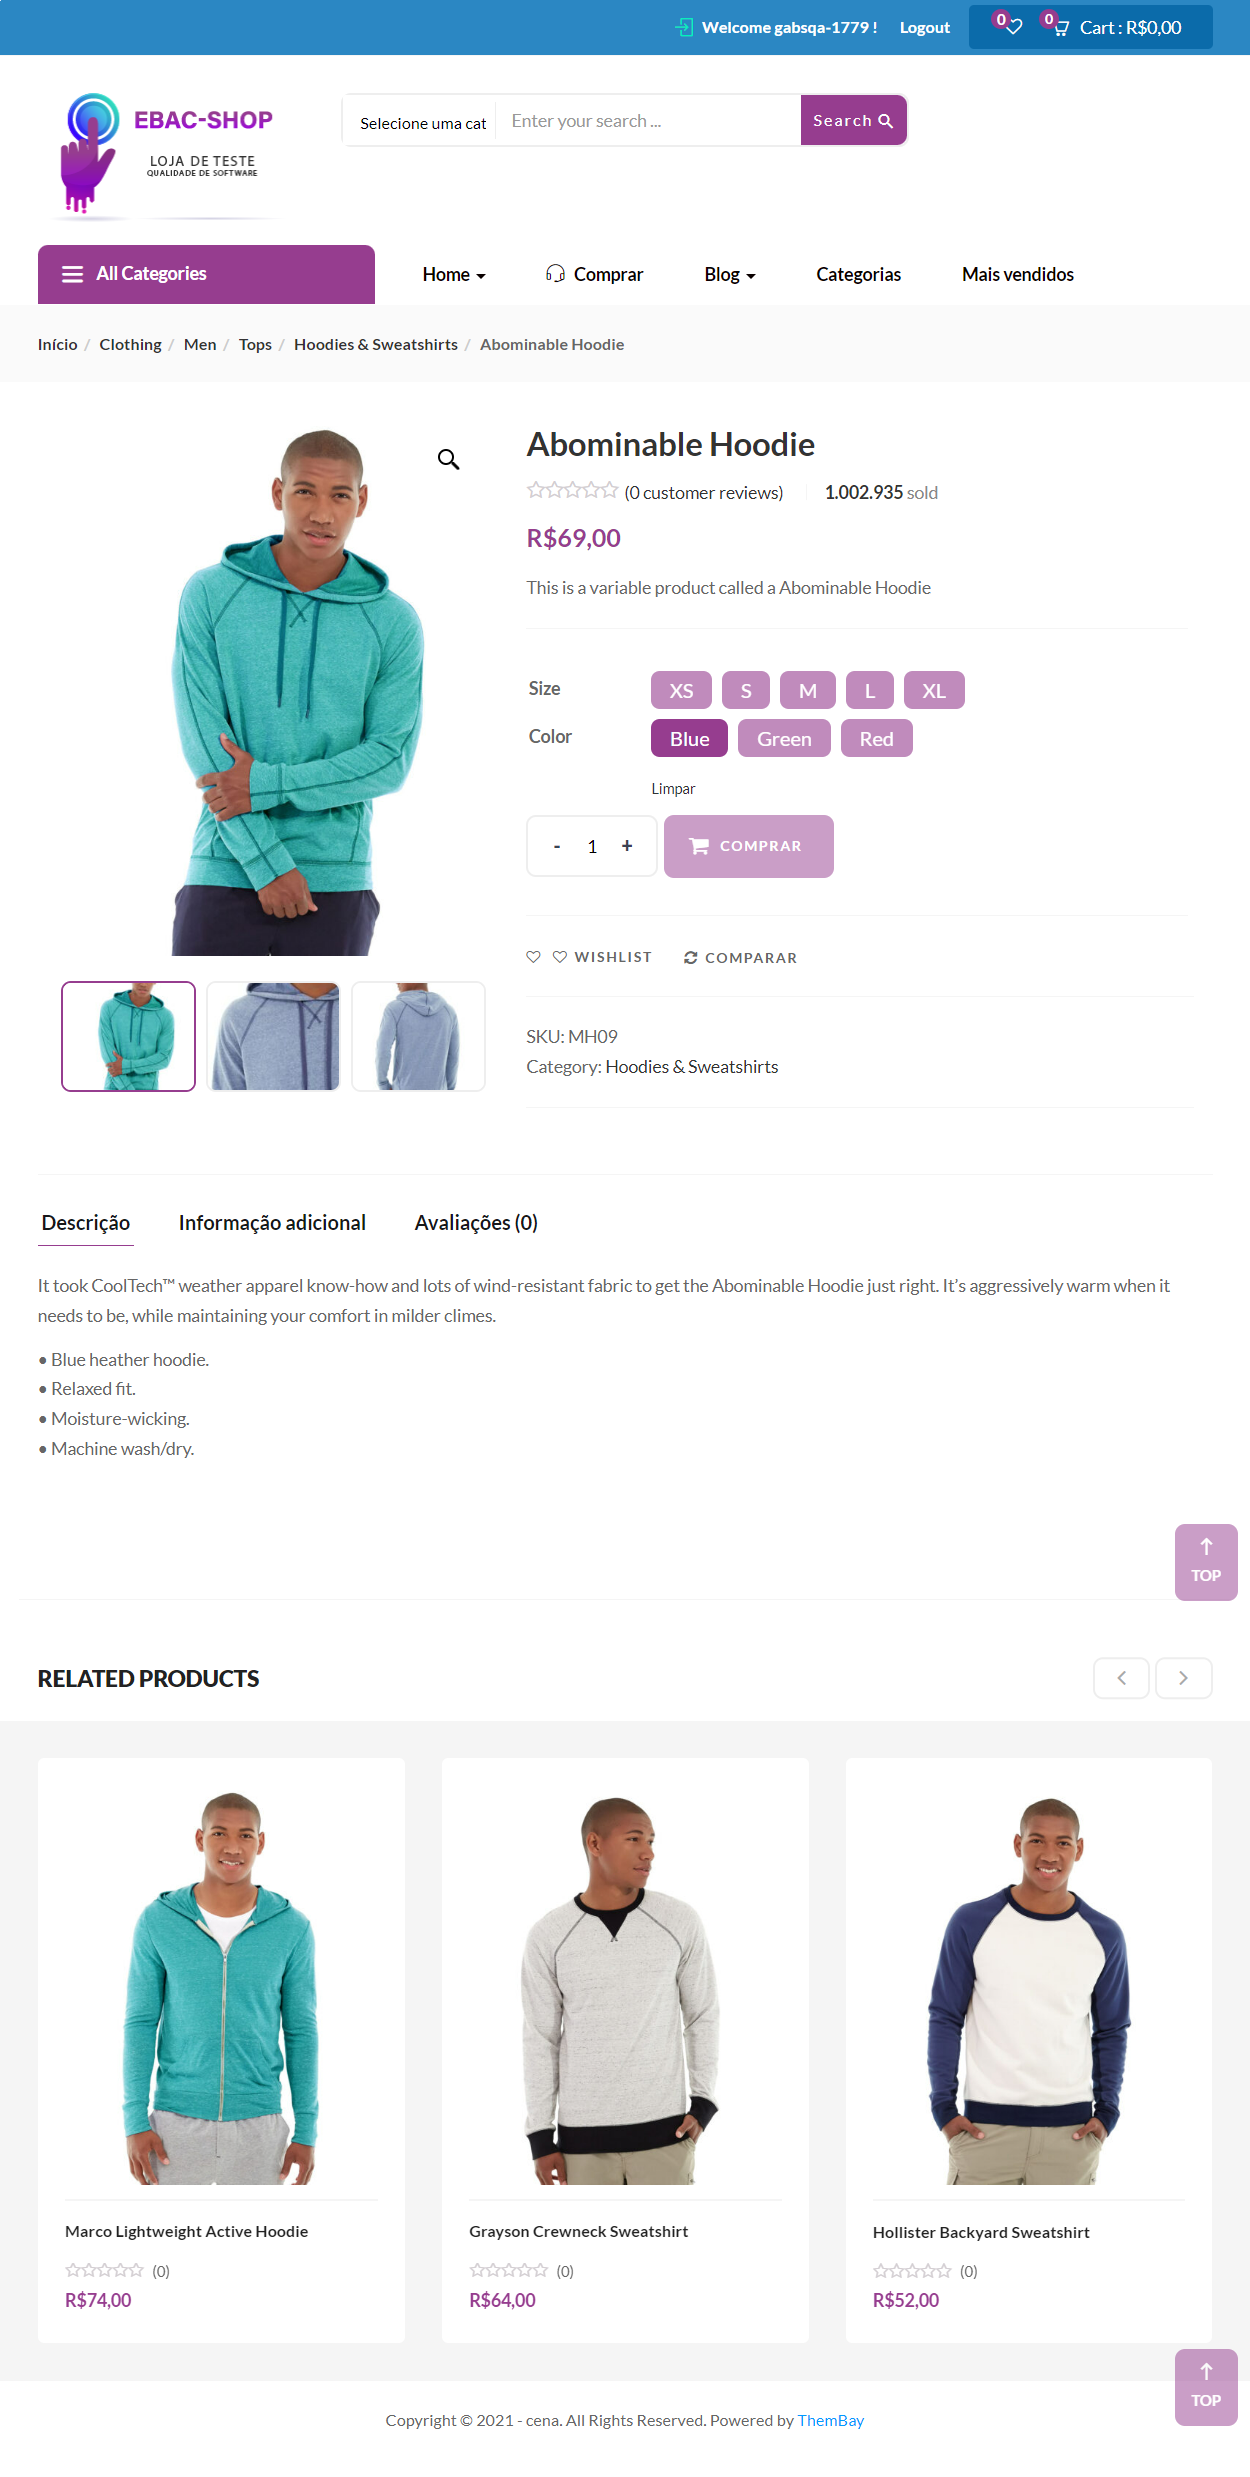 Welcome gabsqa-1779 ! Logout 0 0 Cart : R$0,00
EBAC-SHOP
LOJA DE TESTE
QUALIDADE DE SOFTWARE
Selecione uma cat Enter your search ... Search
All Categories Home Comprar Blog Categorias Mais vendidos
Início / Clothing / Men / Tops / Hoodies & Sweatshirts / Abominable Hoodie
Abominable Hoodie
(0 customer reviews) 1.002.935 sold
R$69,00
This is a variable product called a Abominable Hoodie
Size XS S M L XL
Color Blue Green Red
Limpar
- 1 + COMPRAR
WISHLIST COMPARAR
SKU: MH09
Category: Hoodies & Sweatshirts
Descrição Informação adicional Avaliações (0)
It took CoolTech™ weather apparel know-how and lots of wind-resistant fabric to get the Abominable Hoodie just right. It’s aggressively warm when it
needs to be, while maintaining your comfort in milder climes.
• Blue heather hoodie.
• Relaxed fit.
• Moisture-wicking.
• Machine wash/dry.
TOP
RELATED PRODUCTS
Marco Lightweight Active Hoodie
(0)
R$74,00
Grayson Crewneck Sweatshirt
(0)
R$64,00
Hollister Backyard Sweatshirt
(0)
R$52,00
TOP
Copyright © 2021 - cena. All Rights Reserved. Powered by ThemBay